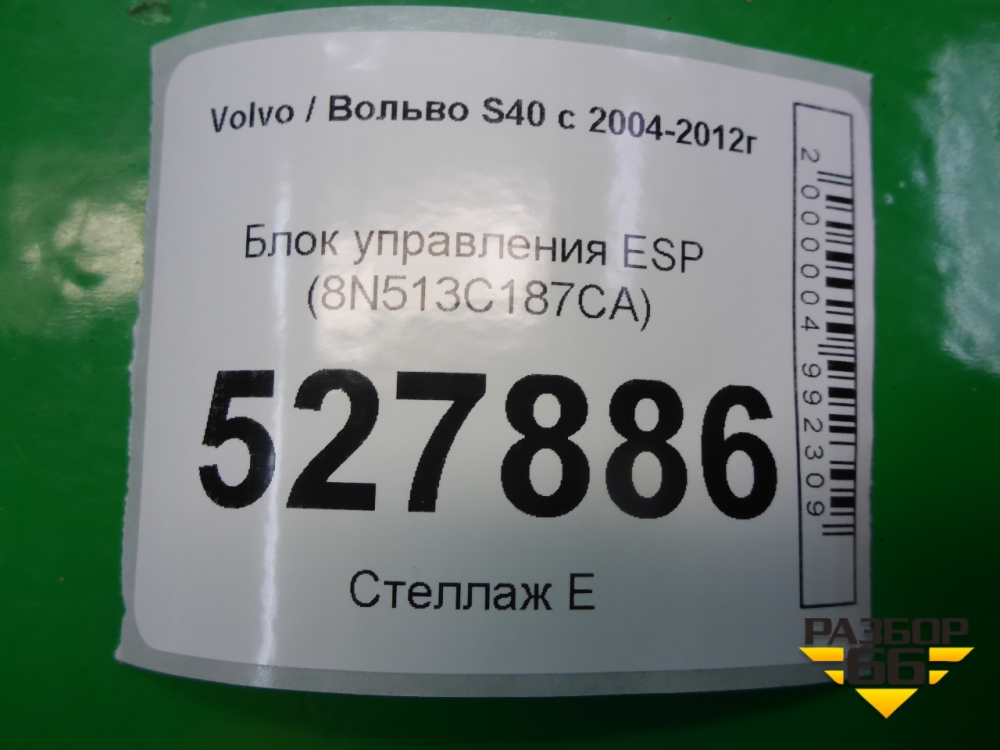 Volvo / Вольво S40 с 2004-2012г
Блок управления ESP
(8N513C187CA)
527886
Стеллаж Е
2000004992309
РАЗБОР
66